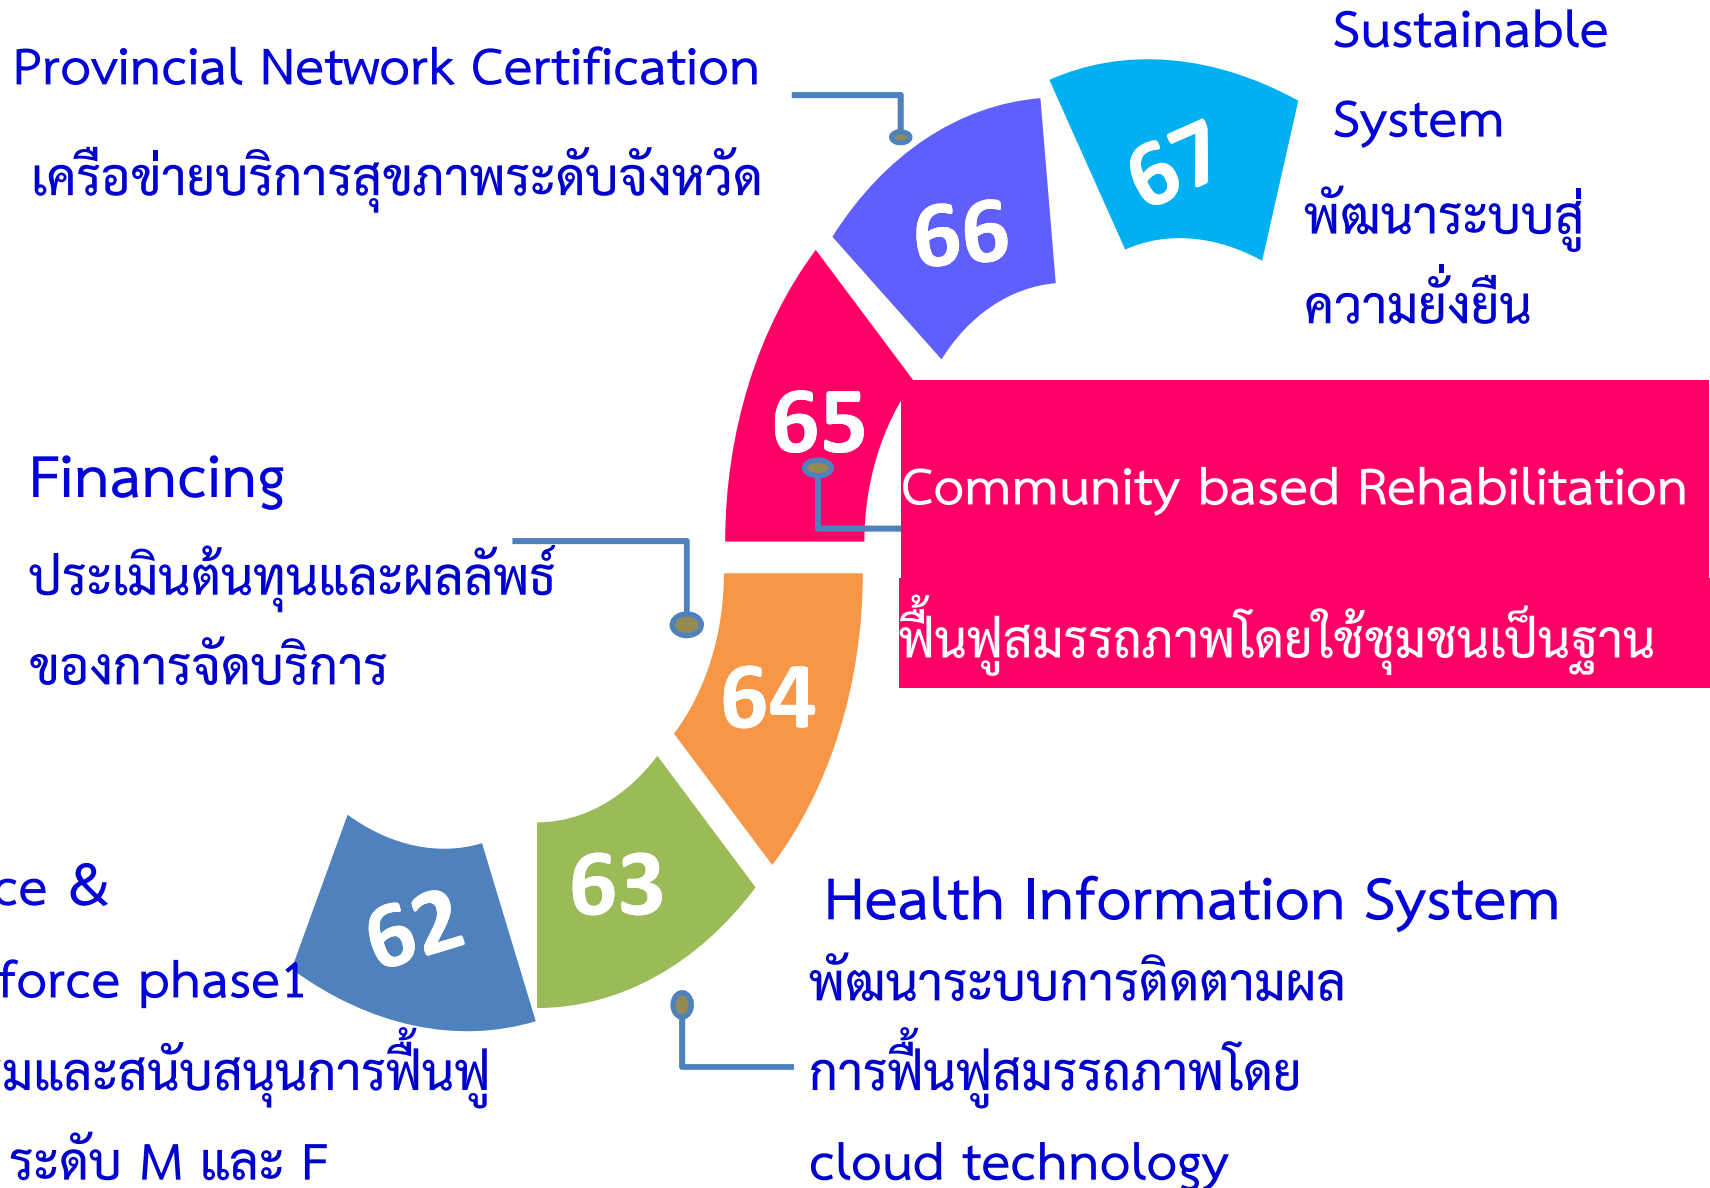 Provincial Network Certification
เครือข่ายบริการสุขภาพระดับจังหวัด
Sustainable
System
พัฒนาระบบสู่
ความยั่งยืน
67
66
65
Community based Rehabilitation
ฟื้นฟูสมรรถภาพโดยใช้ชุมชนเป็นฐาน
Financing
ประเมินต้นทุนและผลลัพธ์
ของการจัดบริการ
64
63
62
ce &
force phase1
มและสนับสนุนการฟื้นฟู
ระดับ M และ F
Health Information System
พัฒนาระบบการติดตามผล
การฟื้นฟูสมรรถภาพโดย
cloud technology